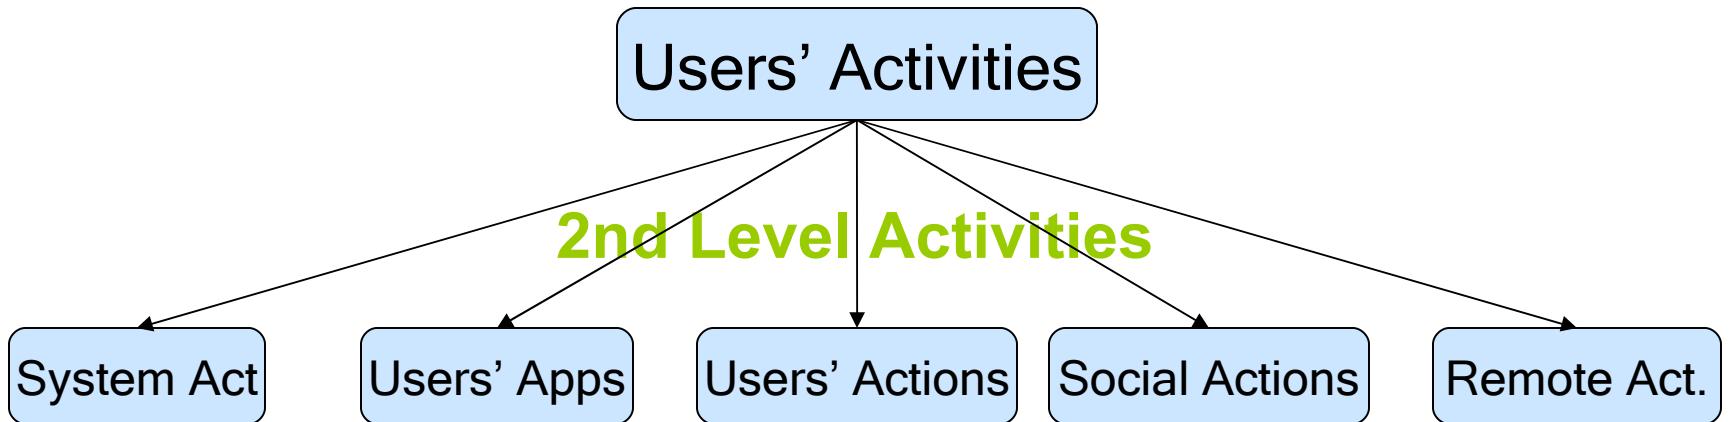 Users’ Activities
2nd Level Activities
System Act
Users’ Apps
Users’ Actions
Social Actions
Remote Act.